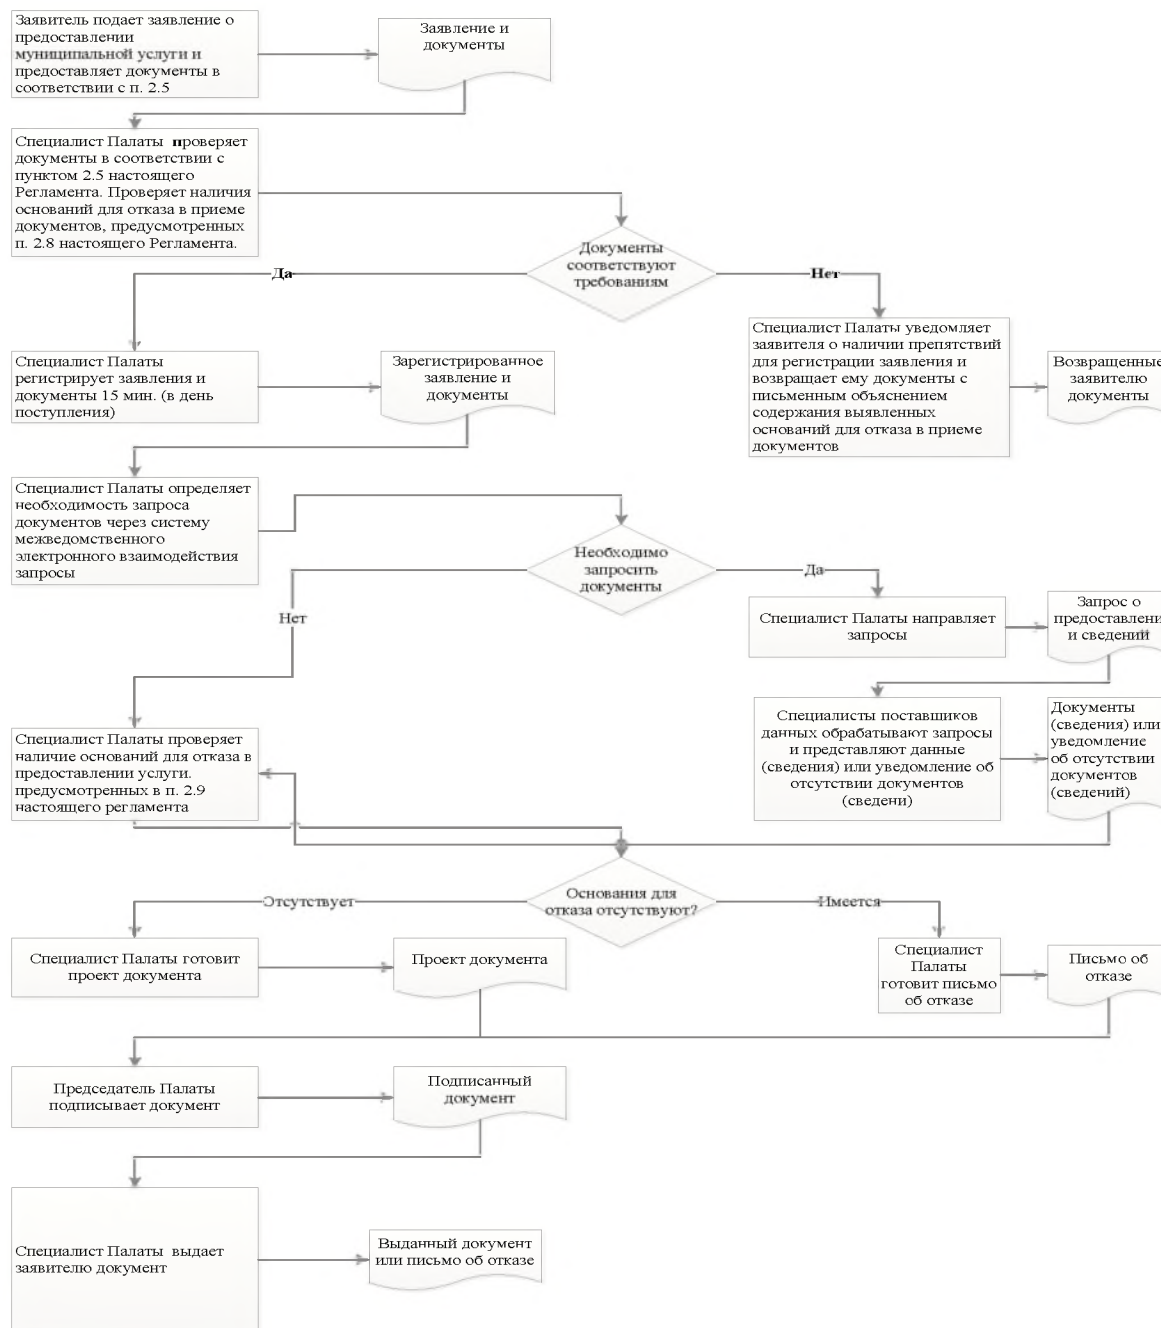 Заявитель подает заявление о
предоставлении
муниципальной услуги и
предоставляет документы в
соответствии с п. 2.5
Заявление и
документы
Специалист Палаты проверяет
документы в соответствии с
пунктом 2.5 настоящего
Регламента. Проверяет наличия
оснований для отказа в приеме
документов, предусмотренных
п. 2.8 настоящего Регламента.
Документы
соответствуют
требованиям
Да
Нет
Специалист Палаты
регистрирует заявления и
документы 15 мин. (в день
поступления)
Зарегистрированное
заявление и
документы
Специалист Палаты уведомляет
заявителя о наличии препятствий
для регистрации заявления и
возвращает ему документы с
письменным объяснением
содержания выявленных
оснований для отказа в приеме
документов
Возвращенные
заявителю
документы
Специалист Палаты определяет
необходимость запроса
документов через систему
межведомственного
электронного взаимодействия
запросы
Необходимо
запросить
документы
Нет
Да
Специалист Палаты направляет
запросы
Запрос о
предоставлени
и сведений
Специалисты поставщиков
данных обрабатывают запросы
и представляют данные
(сведения) или уведомление об
отсутствии документов
(сведени)
Документы
(сведения) или
уведомление
об отсутствии
документов
(сведений)
Специалист Палаты проверяет
наличие оснований для отказа в
предоставлении услуги.
предусмотренных в п. 2.9
настоящего регламента
Основания для
отказа отсутствуют?
Отсутствует
Имеется
Специалист Палаты готовит
проект документа
Проект документа
Специалист
Палаты
готовит письмо
об отказе
Письмо об
отказе
Председатель Палаты
подписывает документ
Подписанный
документ
Специалист Палаты выдает
заявителю документ
Выданный документ
или письмо об отказе